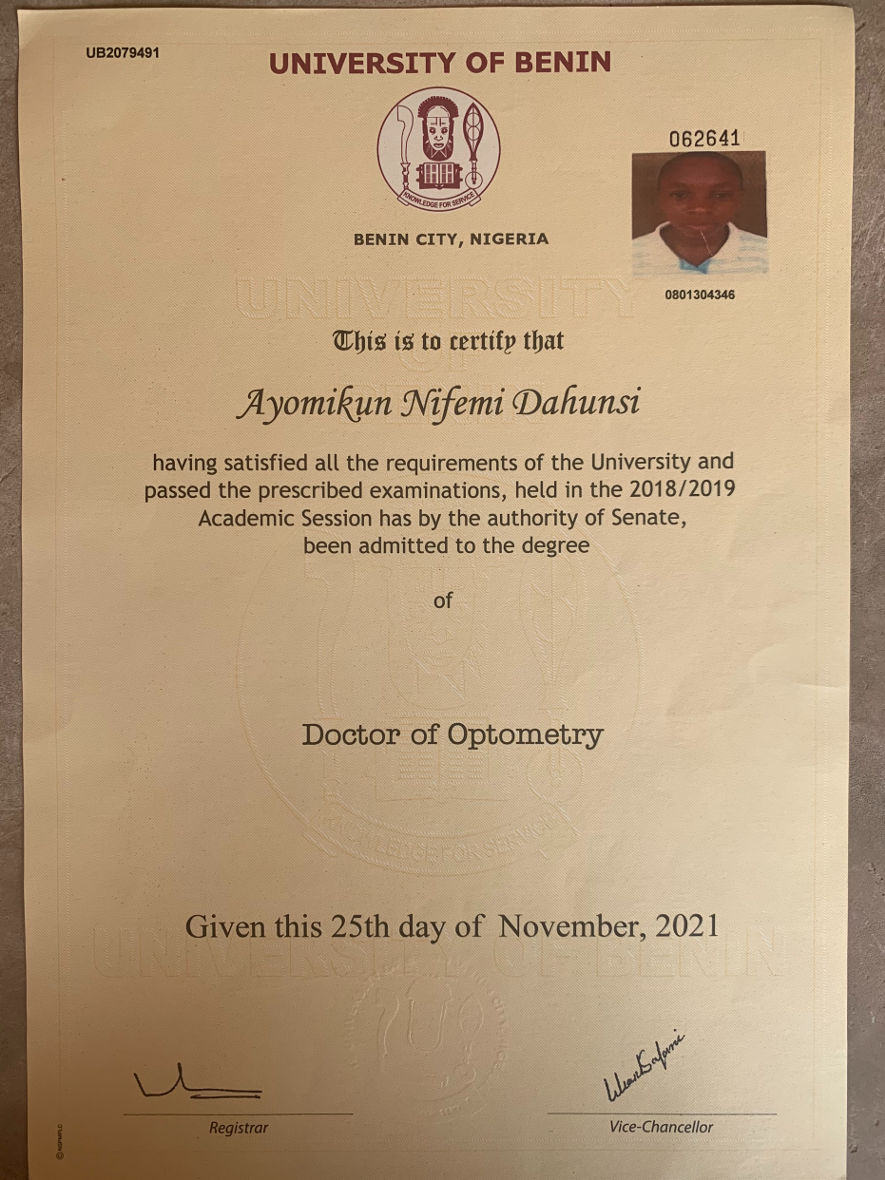 UB2079491
UNIVERSITY OF BENIN
KNOWLEDGE FOR SERVICE
062641
BENIN CITY, NIGERIA
0801304346
UNIVERSITY
OF
This is to certify that
Ayomikun Nifemi Dahunsi
having satisfied all the requirements of the University and
passed the prescribed examinations, held in the 2018/2019
Academic Session has by the authority of Senate,
been admitted to the degree
of
Doctor of Optometry
KNOWLEDGE FOR SERVICE
Given this 25th day of November, 2021
UNIVERSITY OF BENIN
Registrar
Vice-Chancellor